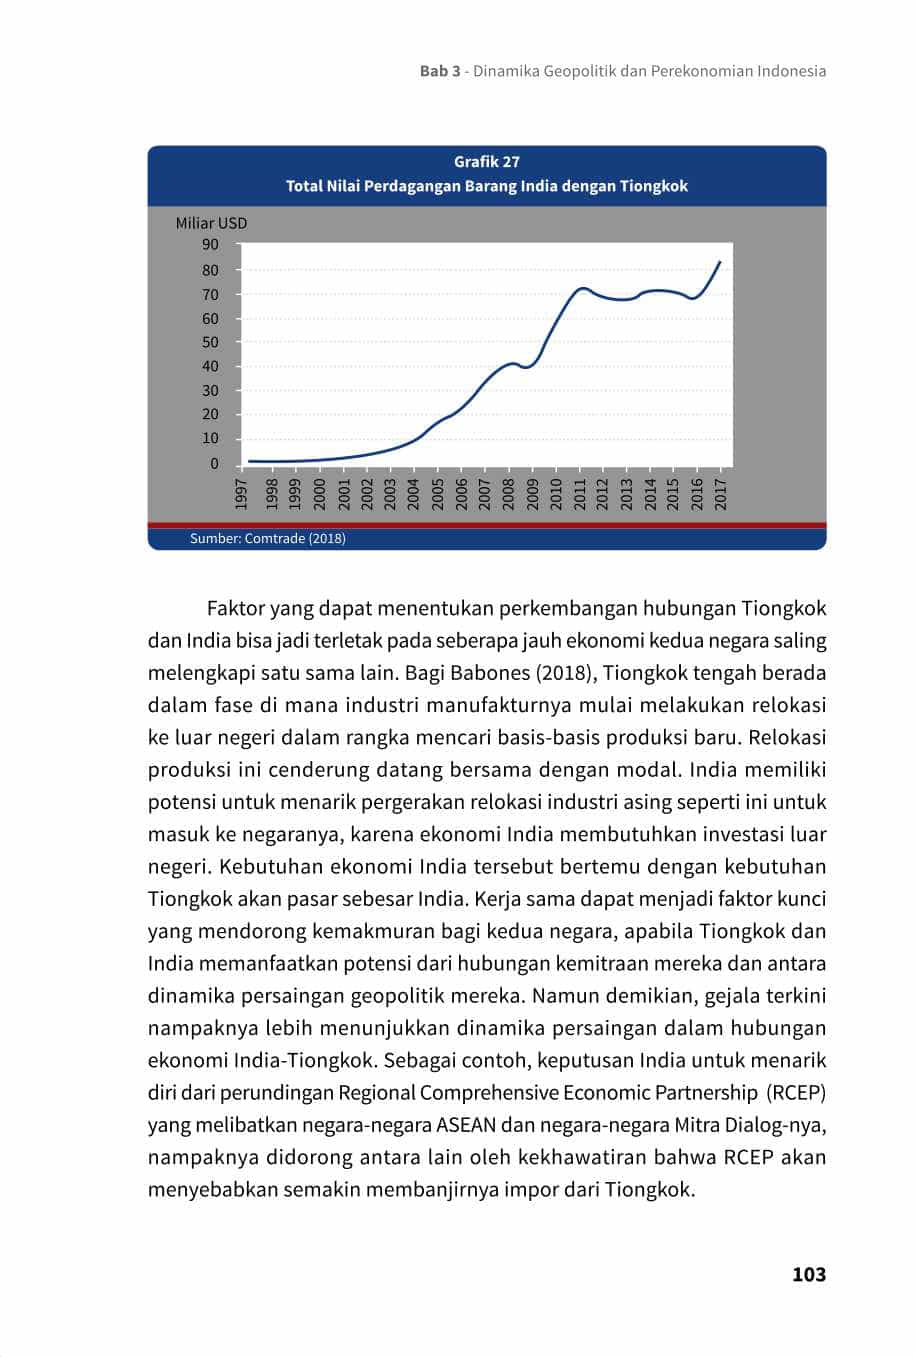 Bab 3 - Dinamika Geopolitik dan Perekonomian Indonesia
Grafik 27
Total Nilai Perdagangan Barang India dengan Tiongkok
Miliar USD
90
80
70
60
50
40
30
20
10
0
1997
1998
1999
2000
2001
2002
2003
2004
2005
2006
2007
2008
2009
2010
2011
2012
2013
2014
2015
2016
2017
Sumber: Comtrade (2018)
Faktor yang dapat menentukan perkembangan hubungan Tiongkok
dan India bisa jadi terletak pada seberapa jauh ekonomi kedua negara saling
melengkapi satu sama lain. Bagi Babones (2018), Tiongkok tengah berada
dalam fase di mana industri manufakturnya mulai melakukan relokasi
ke luar negeri dalam rangka mencari basis-basis produksi baru. Relokasi
produksi ini cenderung datang bersama dengan modal. India memiliki
potensi untuk menarik pergerakan relokasi industri asing seperti ini untuk
masuk ke negaranya, karena ekonomi India membutuhkan investasi luar
negeri. Kebutuhan ekonomi India tersebut bertemu dengan kebutuhan
Tiongkok akan pasar sebesar India. Kerja sama dapat menjadi faktor kunci
yang mendorong kemakmuran bagi kedua negara, apabila Tiongkok dan
India memanfaatkan potensi dari hubungan kemitraan mereka dan antara
dinamika persaingan geopolitik mereka. Namun demikian, gejala terkini
nampaknya lebih menunjukkan dinamika persaingan dalam hubungan
ekonomi India-Tiongkok. Sebagai contoh, keputusan India untuk menarik
diri dari perundingan Regional Comprehensive Economic Partnership (RCEP)
yang melibatkan negara-negara ASEAN dan negara-negara Mitra Dialog-nya,
nampaknya didorong antara lain oleh kekhawatiran bahwa RCEP akan
menyebabkan semakin membanjirnya impor dari Tiongkok.
103